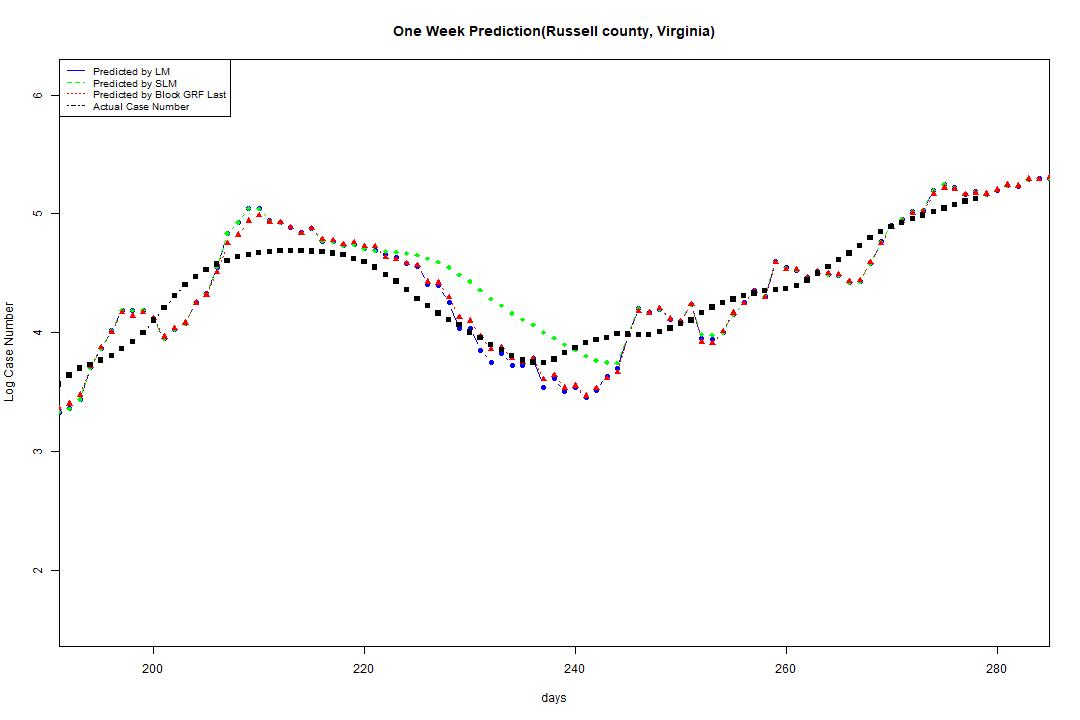 One Week Prediction(Russell county, Virginia)
Predicted by LM
Predicted by SLM
Predicted by Block GRF Last
Actual Case Number
6
5
4
3
2
Log Case Number
200 220 240 260 280
days